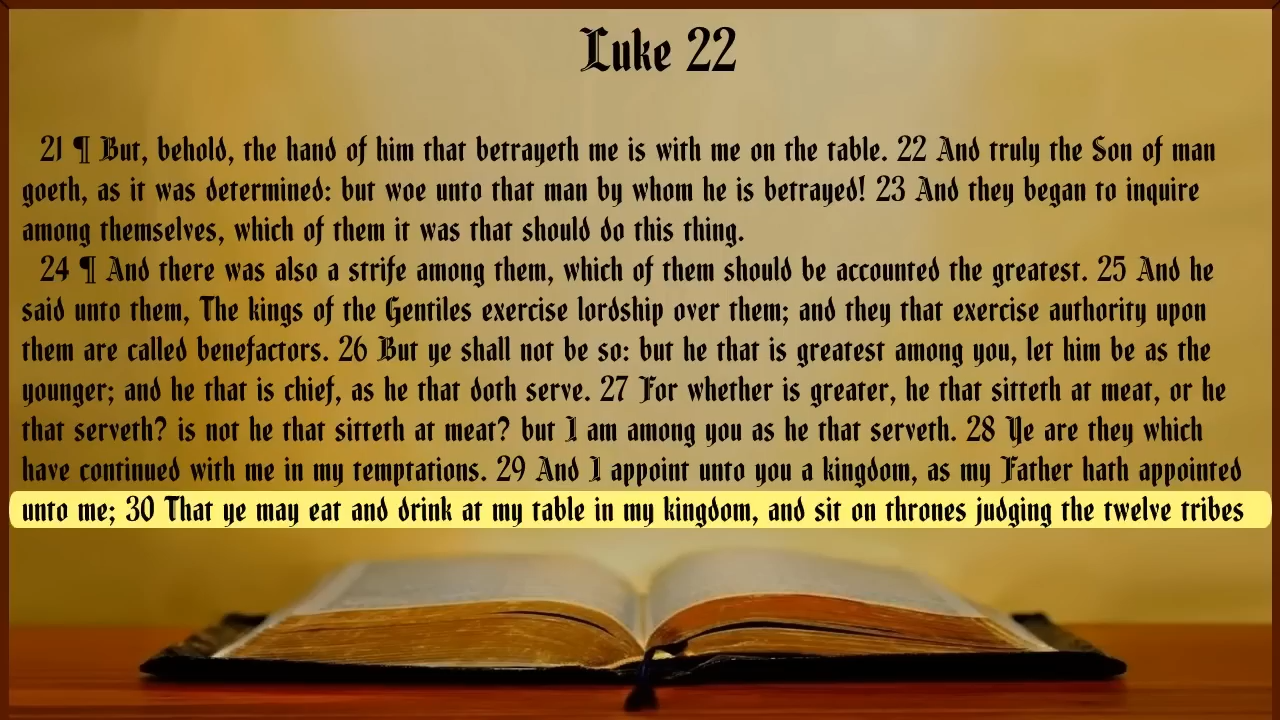 Luke 22
21 ¶ But, behold, the hand of him that betrayeth me is with me on the table. 22 And truly the Son of man
goeth, as it was determined: but woe unto that man by whom he is betrayed! 23 And they began to inquire
among themselves, which of them it was that should do this thing.
24 ¶ And there was also a strife among them, which of them should be accounted the greatest. 25 And he
said unto them, The kings of the Gentiles exercise lordship over them; and they that exercise authority upon
them are called benefactors. 26 But ye shall not be so: but he that is greatest among you, let him be as the
younger; and he that is chief, as he that doth serve. 27 For whether is greater, he that sitteth at meat, or he
that serveth? is not he that sitteth at meat? but I am among you as he that serveth. 28 Ye are they which
have continued with me in my temptations. 29 And I appoint unto you a kingdom, as my Father hath appointed
unto me; 30 That ye may eat and drink at my table in my kingdom, and sit on thrones judging the twelve tribes